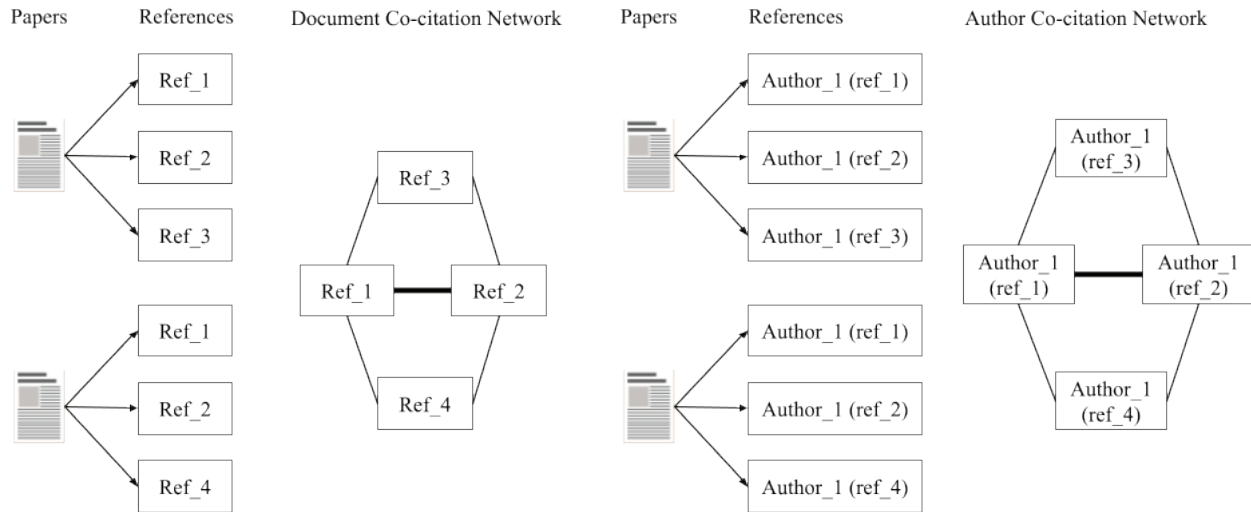 Papers
References
Document Co-citation Network
Ref_1
Ref_2
Ref_3
Ref_1
Ref_2
Ref_4
Ref_3
Ref_1
Ref_2
Ref_4
Papers
References
Author Co-citation Network
Author_1 (ref_1)
Author_1 (ref_2)
Author_1 (ref_3)
Author_1 (ref_1)
Author_1 (ref_2)
Author_1 (ref_4)
Author_1
(ref_3)
Author_1
(ref_1)
Author_1
(ref_2)
Author_1
(ref_4)